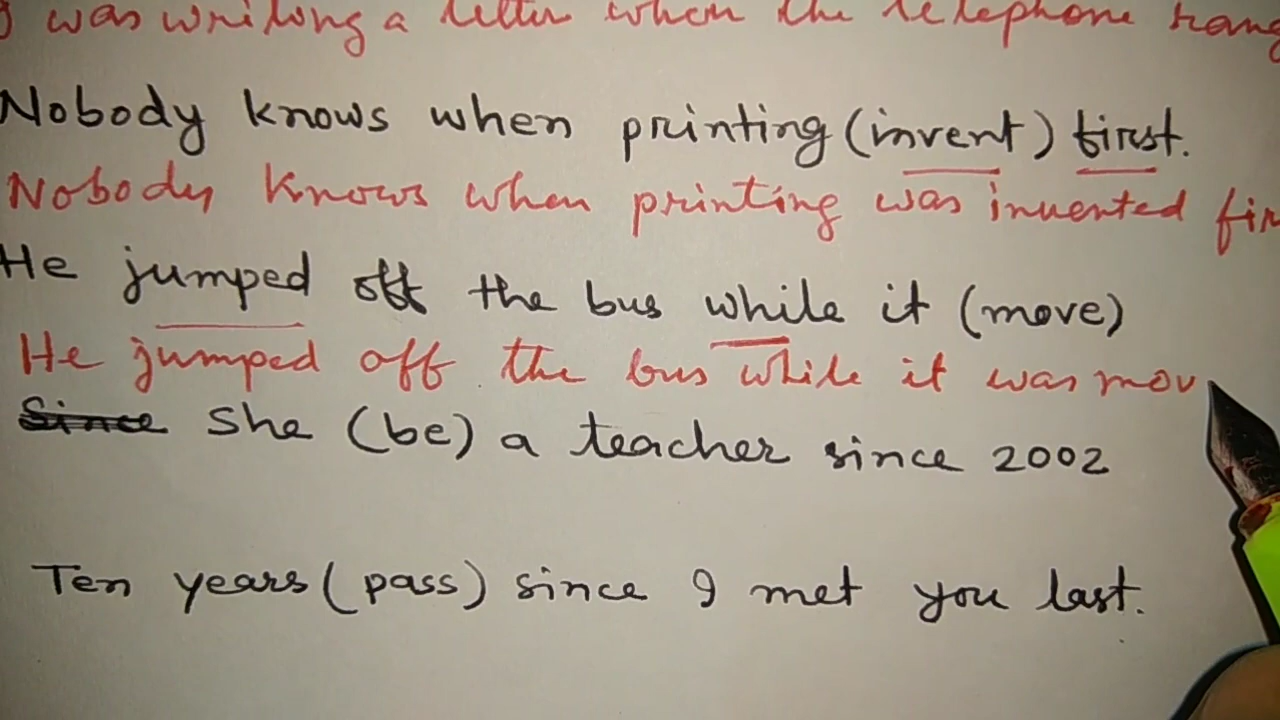 I was writing a letter when the telephone rang
Nobody knows when printing (invent) first.
Nobody knows when printing was invented fir
He jumped off the bus while it (move)
He jumped off the bus while it was mov
Since She (be) a teacher since 2002
Ten years (pass) since I met you last.